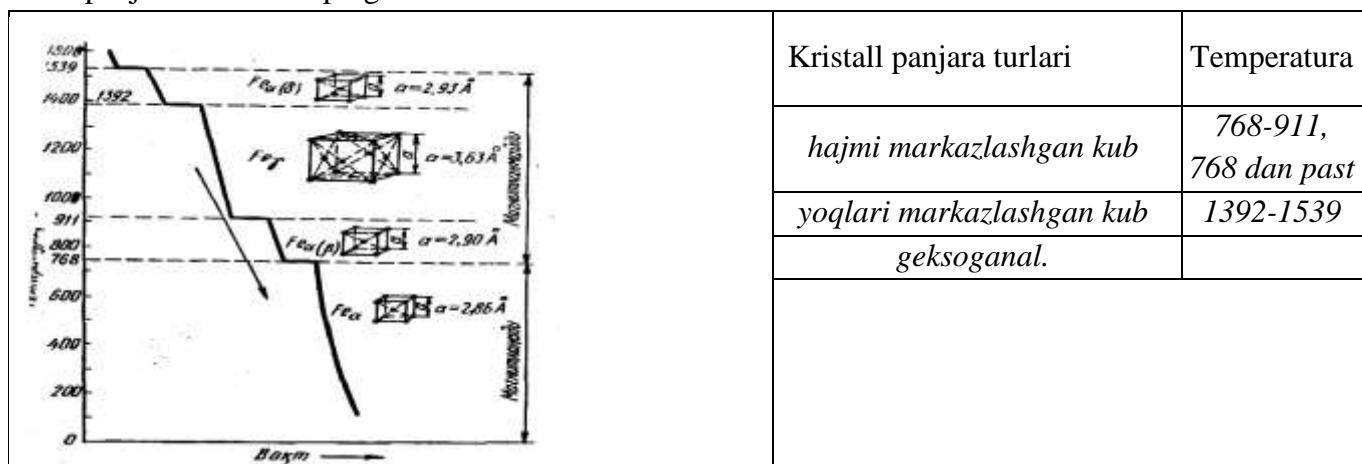 1539
1400
1392
1200
1000
911
800
768
600
400
200
0
Feα(δ) a=2,93 Å
Feγ a a=3,63 Å
Feα(β) a=2,90 Å
Feα a=2,86 Å
Вақт
Kristall panjara turlari Temperatura
hajmi markazlashgan kub 768-911,
768 dan past
yoqlari markazlashgan kub 1392-1539
geksoganal.